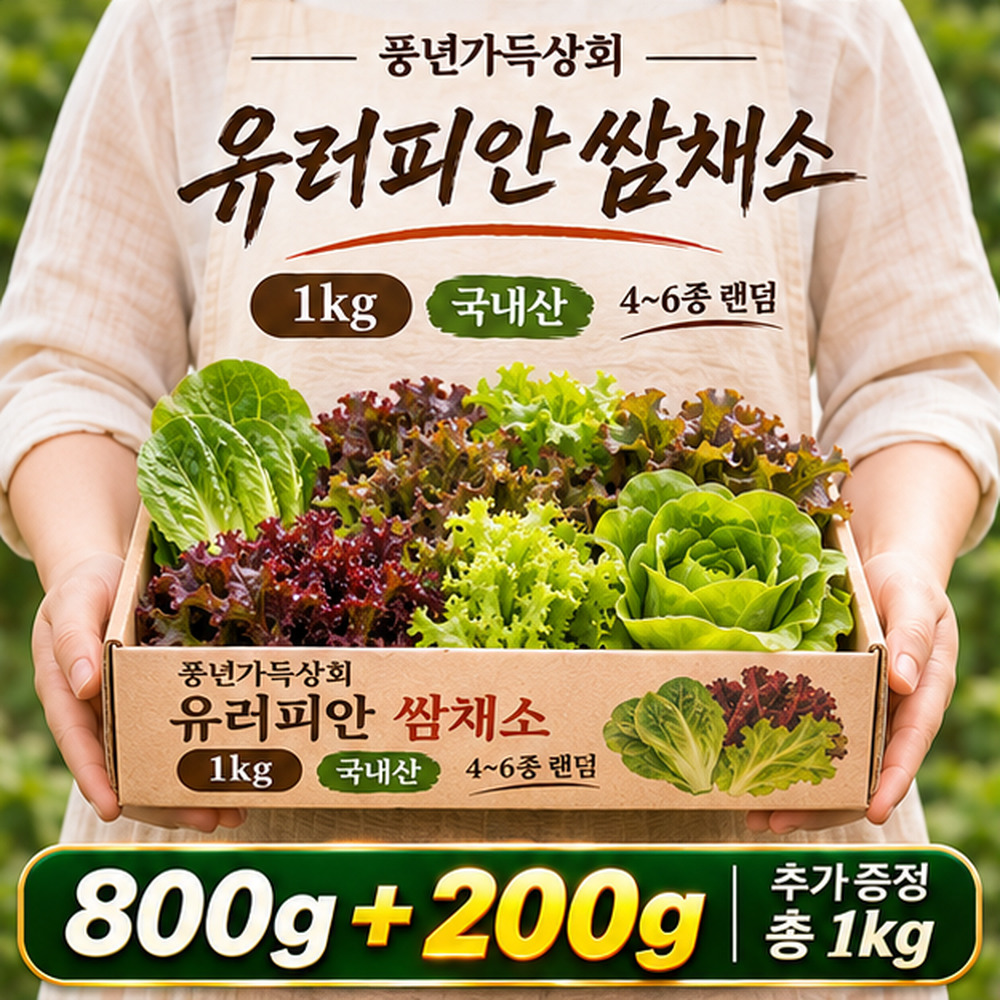 풍년가득상회
유러피안 쌈채소
1kg 국내산 4~6종 랜덤
풍년가득상회
유러피안 쌈채소
1kg 국내산 4~6종 랜덤
800g + 200g
추가 증정
총 1kg